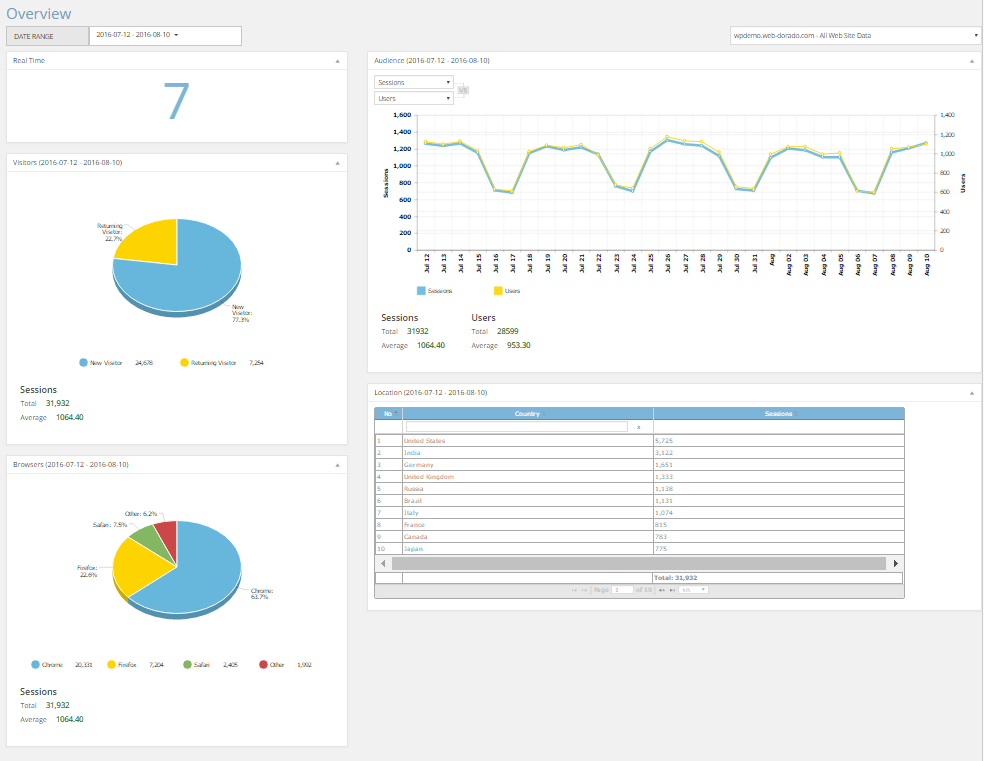 Overview
DATE RANGE 2016-07-12 - 2016-08-10
wpdemo.web-dorado.com - All Web Site Data
Real Time
7
Visitors (2016-07-12 - 2016-08-10)
Returning
Visitor:
22.7%
New
Visitor:
77.3%
New Visitor 24,678 Returning Visitor 7,254
Sessions
Total 31,932
Average 1064.40
Browsers (2016-07-12 - 2016-08-10)
Other: 6.2%
Safari: 7.5%
Firefox:
22.6%
Chrome:
63.7%
Chrome 20,331 Firefox 7,204 Safari 2,405 Other 1,992
Sessions
Total 31,932
Average 1064.40
Audience (2016-07-12 - 2016-08-10)
Sessions
VS
Users
1,600 1,400
1,400 1,200
1,200 1,000
1,000 800
800 600
600 400
400 200
200 0
0
Sessions
Users
Jul 12 Jul 13 Jul 14 Jul 15 Jul 16 Jul 17 Jul 18 Jul 19 Jul 20 Jul 21 Jul 22 Jul 23 Jul 24 Jul 25 Jul 26 Jul 27 Jul 28 Jul 29 Jul 30 Jul 31 Aug Aug 02 Aug 03 Aug 04 Aug 05 Aug 06 Aug 07 Aug 08 Aug 09 Aug 10
Sessions Users
Sessions Users
Total 31932 Total 28599
Average 1064.40 Average 953.30
Location (2016-07-12 - 2016-08-10)
No Country Sessions
x
1 United States 5,725
2 India 3,122
3 Germany 1,651
4 United Kingdom 1,333
5 Russia 1,138
6 Brazil 1,131
7 Italy 1,074
8 France 815
9 Canada 783
10 Japan 775
Total: 31,932
Page 1 of